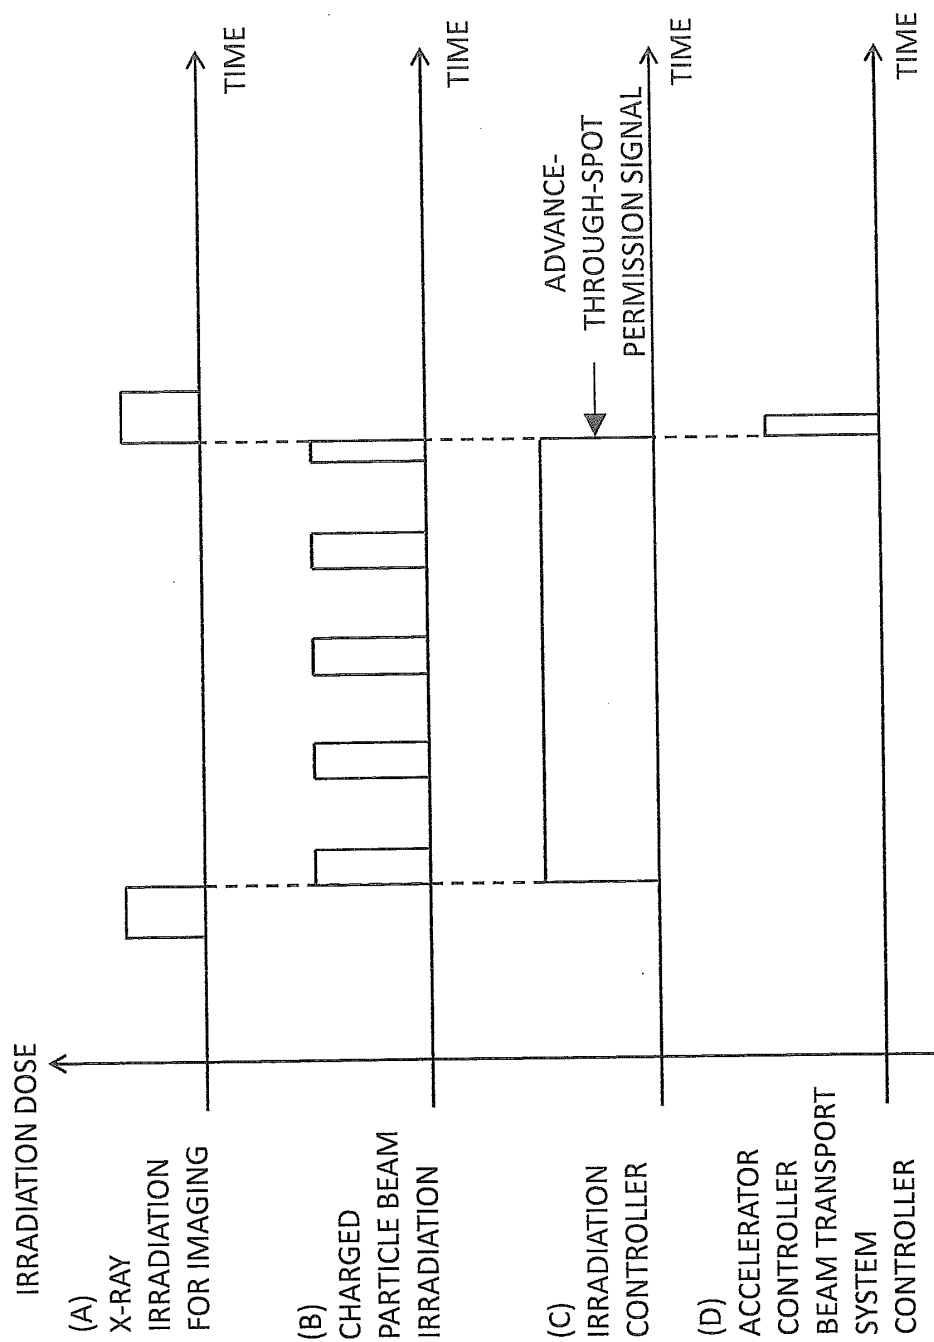 IRRADIATION DOSE
(A)
X-RAY
IRRADIATION
FOR IMAGING
TIME
(B)
CHARGED
PARTICLE BEAM
IRRADIATION
TIME
(C)
IRRADIATION
CONTROLLER
ADVANCE-
THROUGH-SPOT
PERMISSION SIGNAL
TIME
(D)
ACCELERATOR
CONTROLLER
BEAM TRANSPORT
SYSTEM
CONTROLLER
TIME